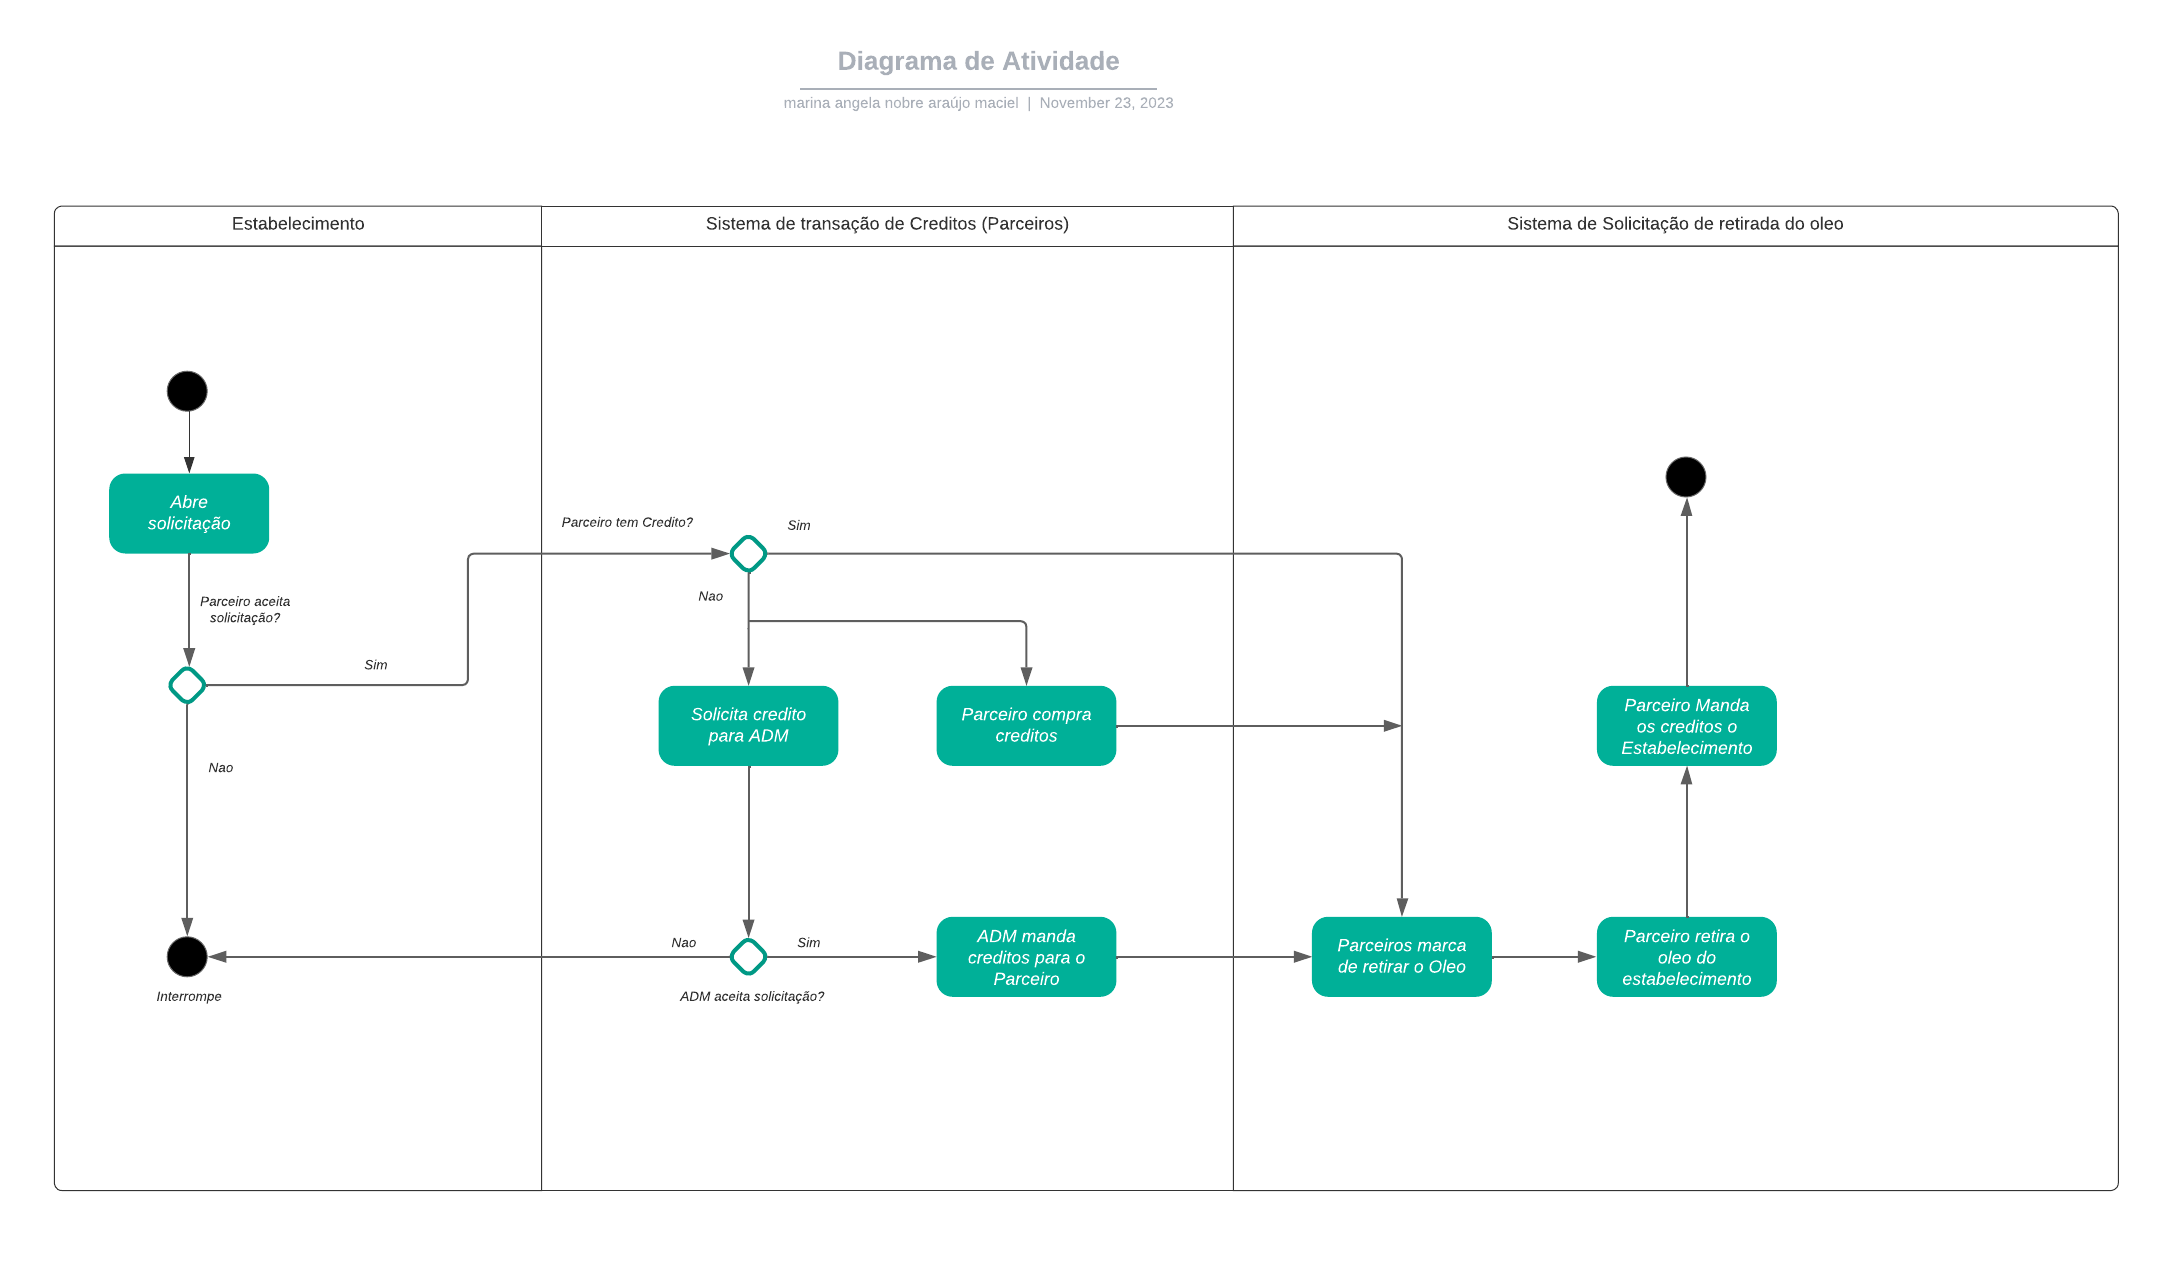 Diagrama de Atividade
marina angela nobre araújo maciel | November 23, 2023
Estabelecimento
Sistema de transação de Creditos (Parceiros)
Sistema de Solicitação de retirada do oleo
Abre
solicitação
Parceiro aceita
solicitação?
Sim
Nao
Interrompe
Parceiro tem Credito?
Sim
Nao
Solicita credito
para ADM
Parceiro compra
creditos
Nao
Sim
ADM aceita solicitação?
ADM manda
creditos para o
Parceiro
Parceiros marca
de retirar o Oleo
Parceiro retira o
oleo do
estabelecimento
Parceiro Manda
os creditos o
Estabelecimento